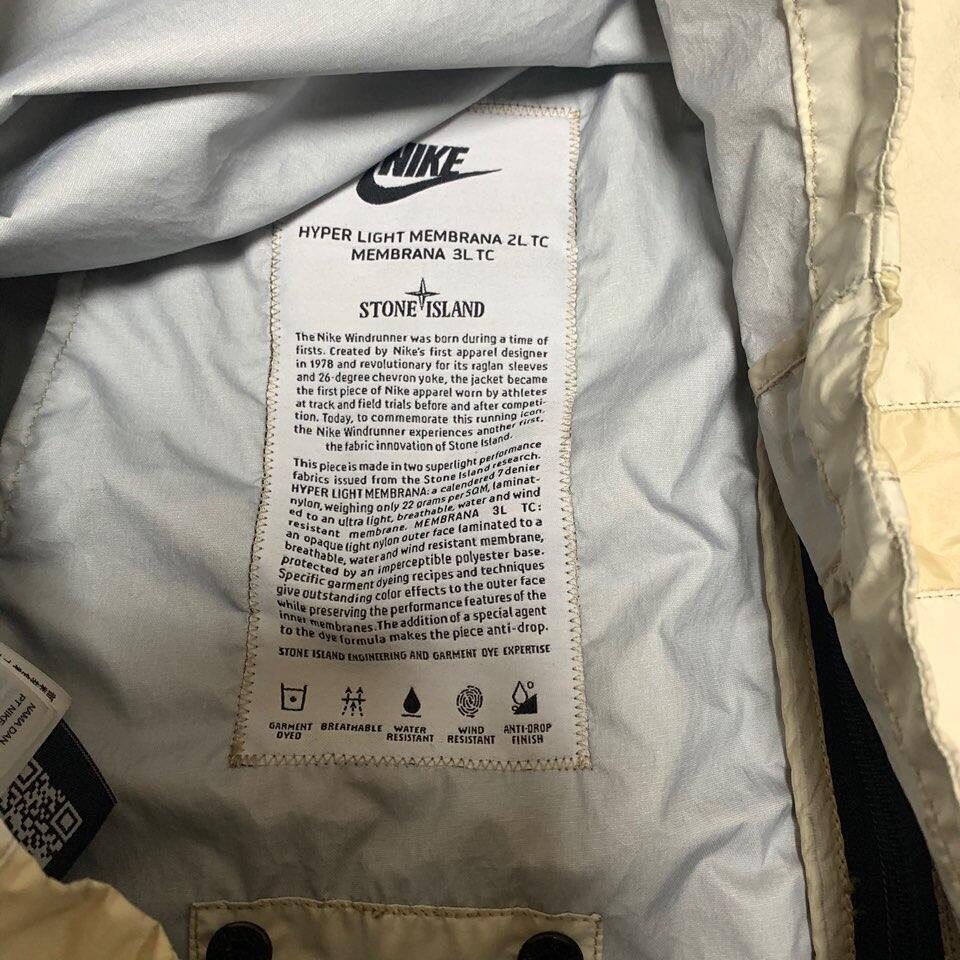 NIKE
HYPER LIGHT MEMBRANA 2L TC
MEMBRANA 3L TC
STONE ISLAND
The Nike Windrunner was born during a time of
firsts. Created by Nike's first apparel designer
in 1978 and revolutionary for its raglan sleeves
and 26-degree chevron yoke, the jacket became
the first piece of Nike apparel worn by athletes
at track and field trials before and after competi-
tion. Today, to commemorate this running icon,
the Nike Windrunner experiences another first,
the fabric innovation of Stone Island.
This piece is made in two superlight performance
fabrics issued from the Stone Island research.
HYPER LIGHT MEMBRANA: a calendered 7 denier
nylon, weighing only 22 grams per SQM, laminat-
ed to an ultra light, breathable, water and wind
resistant membrane. MEMBRANA 3L TC:
an opaque light nylon outer face laminated to a
breathable, water and wind resistant membrane,
protected by an imperceptible polyester base.
Specific garment dyeing recipes and techniques
give outstanding color effects to the outer face
while preserving the performance features of the
inner membranes. The addition of a special agent
to the dye formula makes the piece anti-drop.
STONE ISLAND ENGINEERING AND GARMENT DYE EXPERTISE
GARMENT DYED
BREATHABLE
WATER RESISTANT
WIND RESISTANT
ANTI-DROP FINISH
NAMA DAN
PT NIKE